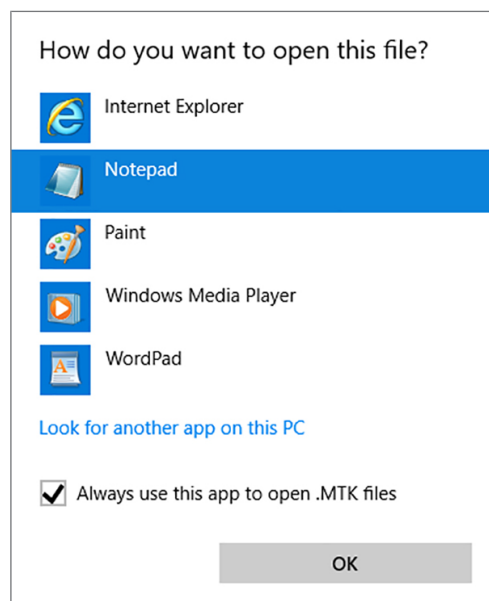 How do you want to open this file?
Internet Explorer
Notepad
Paint
Windows Media Player
WordPad
Look for another app on this PC
Always use this app to open .MTK files
OK